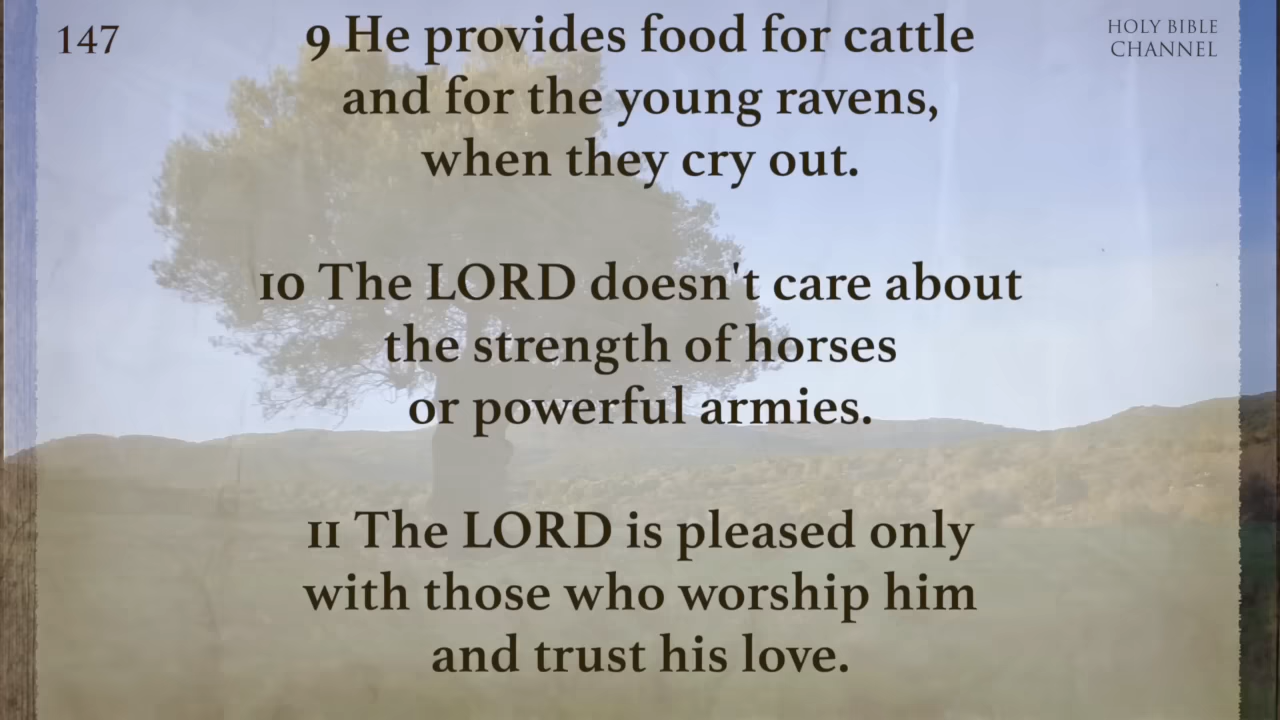 147
HOLY BIBLE
CHANNEL
9 He provides food for cattle
and for the young ravens,
when they cry out.
10 The LORD doesn't care about
the strength of horses
or powerful armies.
11 The LORD is pleased only
with those who worship him
and trust his love.